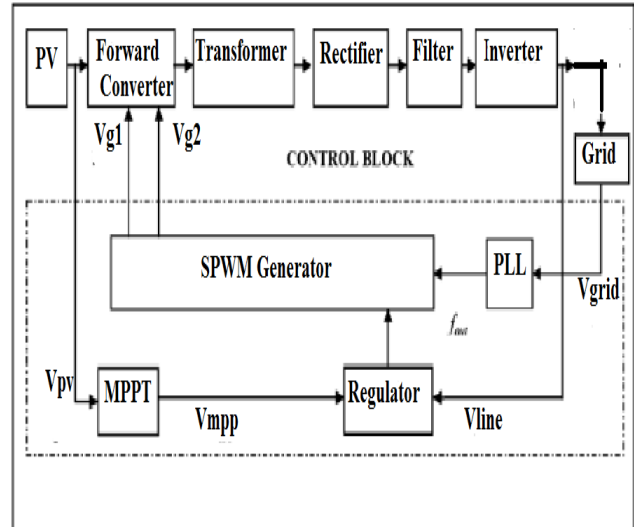 PV
Forward
Converter
Transformer
Rectifier
Filter
Inverter
Vg1
Vg2
CONTROL BLOCK
Grid
SPWM Generator
PLL
Vgrid
Vpv
MPPT
Vmpp
Regulator
Vline